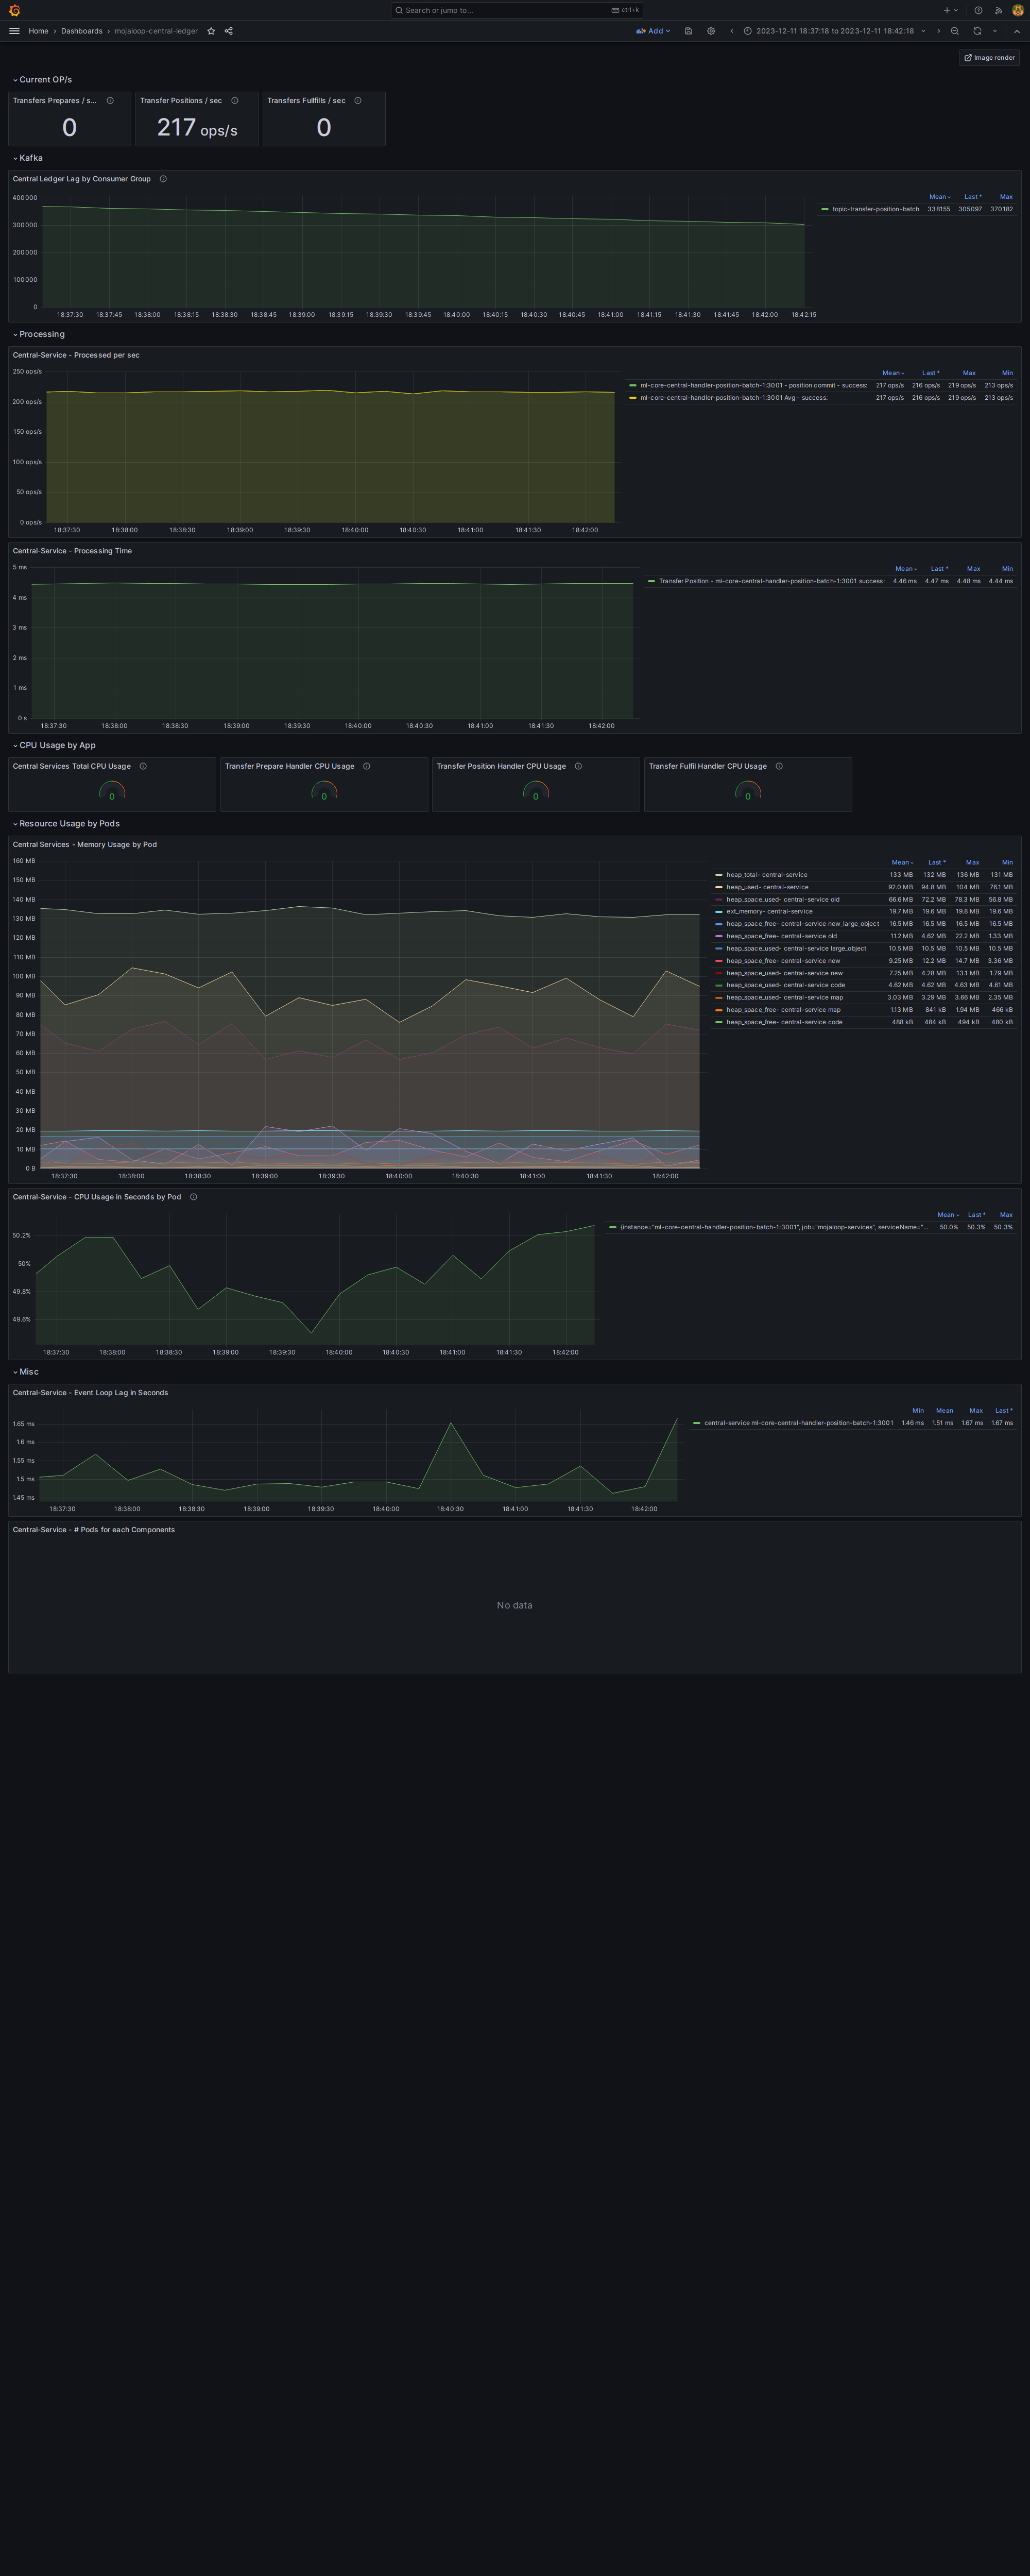 Search or jump to...
ctrl+k
Home › Dashboards › mojaloop-central-ledger
Add
2023-12-11 18:37:18 to 2023-12-11 18:42:18
Image render
Current OP/s
Transfers Prepares / s...
Transfer Positions / sec
Transfers Fullfills / sec
0
217 ops/s
0
Kafka
Central Ledger Lag by Consumer Group
400000
300000
200000
100000
0
18:37:30 18:37:45 18:38:00 18:38:15 18:38:30 18:38:45 18:39:00 18:39:15 18:39:30 18:39:45 18:40:00 18:40:15 18:40:30 18:40:45 18:41:00 18:41:15 18:41:30 18:41:45 18:42:00 18:42:15
Mean Last * Max
topic-transfer-position-batch 338155 305097 370182
Processing
Central-Service - Processed per sec
250 ops/s
200 ops/s
150 ops/s
100 ops/s
50 ops/s
0 ops/s
18:37:30 18:38:00 18:38:30 18:39:00 18:39:30 18:40:00 18:40:30 18:41:00 18:41:30 18:42:00
Mean Last * Max Min
ml-core-central-handler-position-batch-1:3001 - position commit - success: 217 ops/s 216 ops/s 219 ops/s 213 ops/s
ml-core-central-handler-position-batch-1:3001 Avg - success: 217 ops/s 216 ops/s 219 ops/s 213 ops/s
Central-Service - Processing Time
5 ms
4 ms
3 ms
2 ms
1 ms
0 s
18:37:30 18:38:00 18:38:30 18:39:00 18:39:30 18:40:00 18:40:30 18:41:00 18:41:30 18:42:00
Mean Last * Max Min
Transfer Position - ml-core-central-handler-position-batch-1:3001 success: 4.46 ms 4.47 ms 4.48 ms 4.44 ms
CPU Usage by App
Central Services Total CPU Usage
Transfer Prepare Handler CPU Usage
Transfer Position Handler CPU Usage
Transfer Fulfil Handler CPU Usage
0
0
0
0
Resource Usage by Pods
Central Services - Memory Usage by Pod
160 MB
150 MB
140 MB
130 MB
120 MB
110 MB
100 MB
90 MB
80 MB
70 MB
60 MB
50 MB
40 MB
30 MB
20 MB
10 MB
0 B
18:37:30 18:38:00 18:38:30 18:39:00 18:39:30 18:40:00 18:40:30 18:41:00 18:41:30 18:42:00
Mean Last * Max Min
heap_total- central-service 133 MB 132 MB 136 MB 131 MB
heap_used- central-service 92.0 MB 94.8 MB 104 MB 76.1 MB
heap_space_used- central-service old 66.6 MB 72.2 MB 78.3 MB 56.8 MB
ext_memory- central-service 19.7 MB 19.6 MB 19.8 MB 19.6 MB
heap_space_free- central-service new_large_object 16.5 MB 16.5 MB 16.5 MB 16.5 MB
heap_space_free- central-service old 11.2 MB 4.62 MB 22.2 MB 1.33 MB
heap_space_used- central-service large_object 10.5 MB 10.5 MB 10.5 MB 10.5 MB
heap_space_free- central-service new 9.25 MB 12.2 MB 14.7 MB 3.36 MB
heap_space_used- central-service new 7.25 MB 4.28 MB 13.1 MB 1.79 MB
heap_space_used- central-service code 4.62 MB 4.62 MB 4.63 MB 4.61 MB
heap_space_used- central-service map 3.03 MB 3.29 MB 3.66 MB 2.35 MB
heap_space_free- central-service map 1.13 MB 841 kB 1.94 MB 466 kB
heap_space_free- central-service code 488 kB 484 kB 494 kB 480 kB
Central-Service - CPU Usage in Seconds by Pod
50.2%
50%
49.8%
49.6%
18:37:30 18:38:00 18:38:30 18:39:00 18:39:30 18:40:00 18:40:30 18:41:00 18:41:30 18:42:00
Mean Last * Max
{instance="ml-core-central-handler-position-batch-1:3001", job="mojaloop-services", serviceName="... 50.0% 50.3% 50.3%
Misc
Central-Service - Event Loop Lag in Seconds
1.65 ms
1.6 ms
1.55 ms
1.5 ms
1.45 ms
18:37:30 18:38:00 18:38:30 18:39:00 18:39:30 18:40:00 18:40:30 18:41:00 18:41:30 18:42:00
Min Mean Max Last *
central-service ml-core-central-handler-position-batch-1:3001 1.46 ms 1.51 ms 1.67 ms 1.67 ms
Central-Service - # Pods for each Components
No data